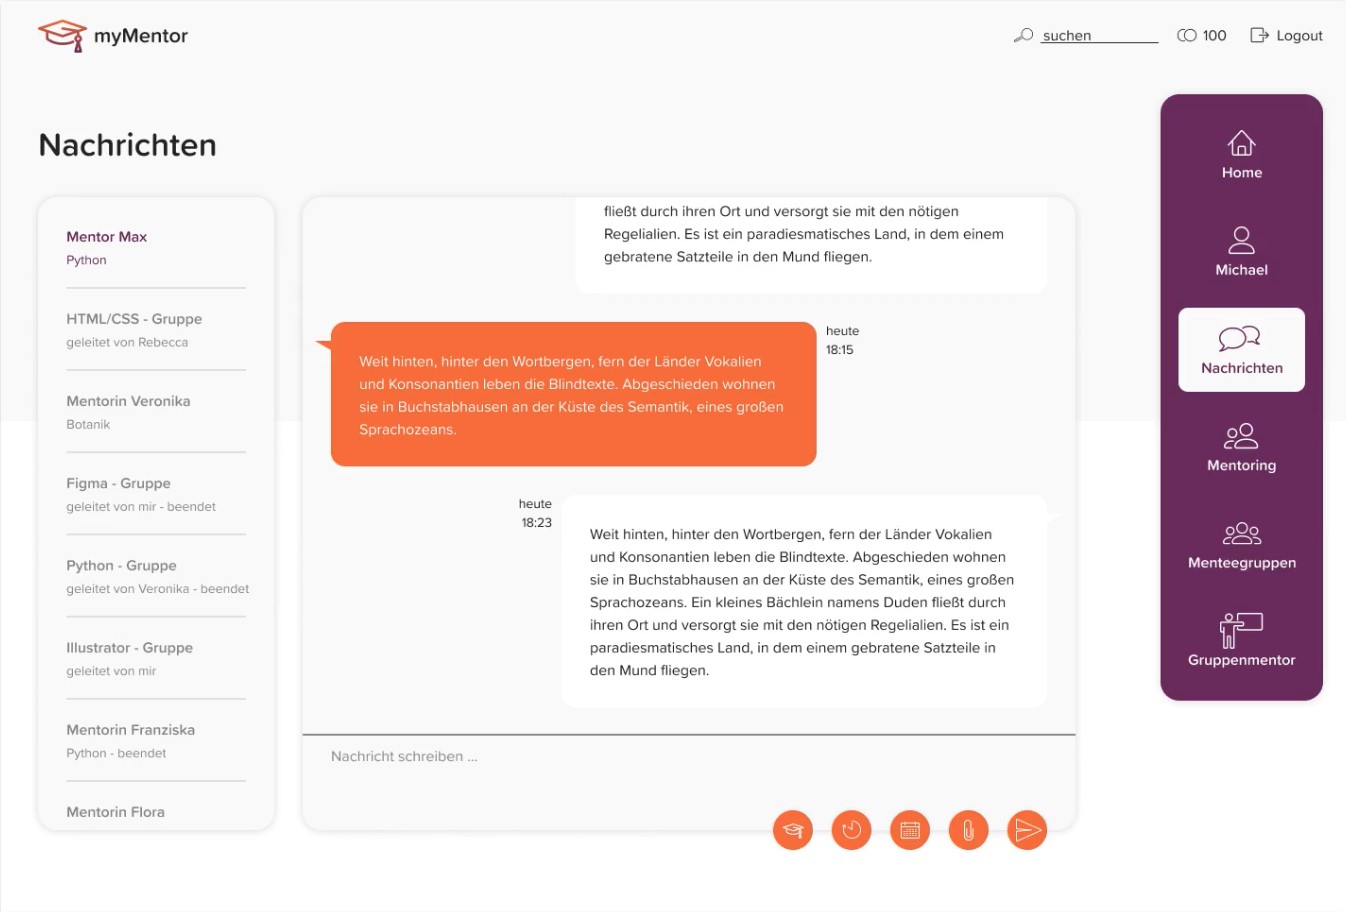 myMentor
suchen
100
Logout
Nachrichten
Mentor Max
Python
HTML/CSS - Gruppe
geleitet von Rebecca
Mentorin Veronika
Botanik
Figma - Gruppe
geleitet von mir - beendet
Python - Gruppe
geleitet von Veronika - beendet
Illustrator - Gruppe
geleitet von mir
Mentorin Franziska
Python - beendet
Mentorin Flora
fließt durch ihren Ort und versorgt sie mit den nötigen
Regelialien. Es ist ein paradiesmatisches Land, in dem einem
gebratene Satzteile in den Mund fliegen.
Weit hinten, hinter den Wortbergen, fern der Länder Vokalien
und Konsonantien leben die Blindtexte. Abgeschieden wohnen
sie in Buchstabhausen an der Küste des Semantik, eines großen
Sprachozeans.
heute
18:15
heute
18:23
Weit hinten, hinter den Wortbergen, fern der Länder Vokalien
und Konsonantien leben die Blindtexte. Abgeschieden wohnen
sie in Buchstabhausen an der Küste des Semantik, eines großen
Sprachozeans. Ein kleines Bächlein namens Duden fließt durch
ihren Ort und versorgt sie mit den nötigen Regelialien. Es ist ein
paradiesmatisches Land, in dem einem gebratene Satzteile in
den Mund fliegen.
Nachricht schreiben ...
Home
Michael
Nachrichten
Mentoring
Menteegruppen
Gruppenmentor